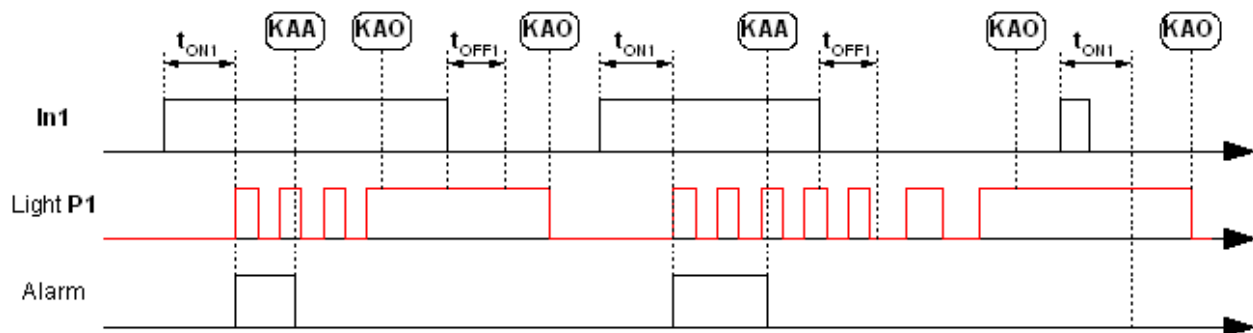 KAA KAO KAO KAA KAO KAO
tON1 tOFF1 tON1 tOFF1 tON1
In1
Light P1
Alarm